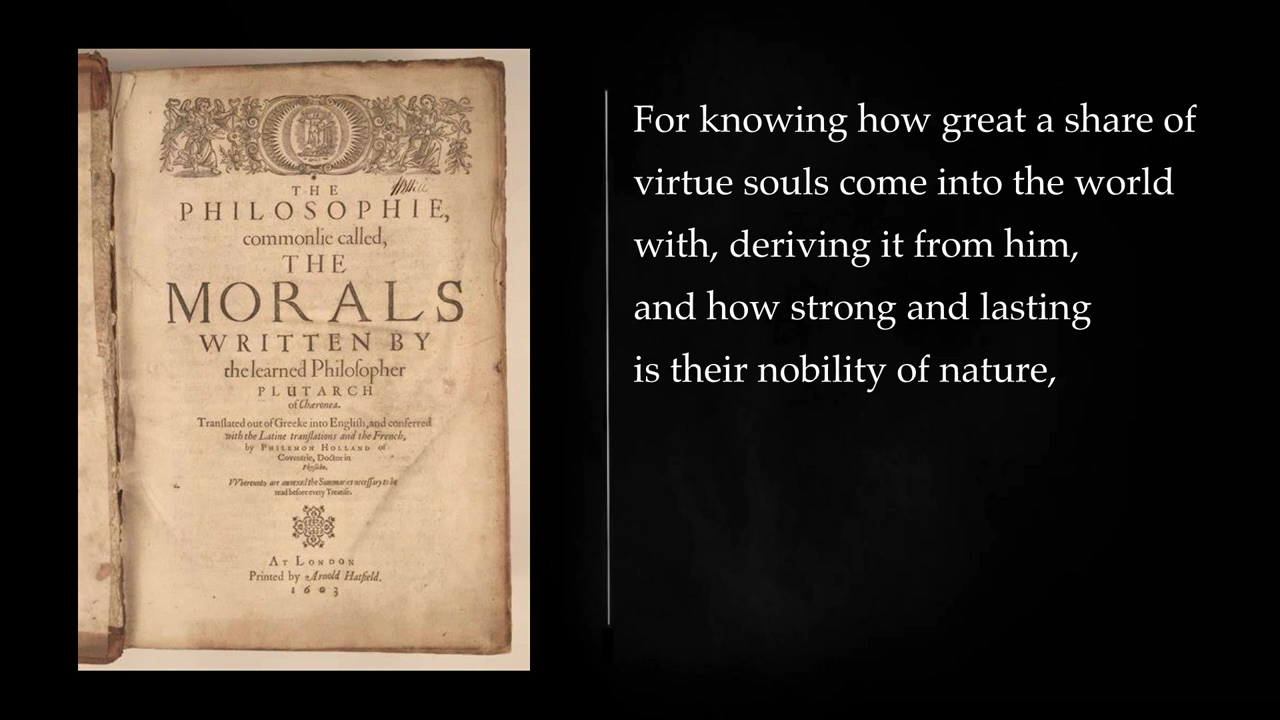 THE
PHILOSOPHIE,
commonlie called,
THE
MORALS
WRITTEN BY
the learned Philoſopher
PLUTARCH
of Chæronea.
Tranſlated out of Greeke into Engliſh, and conferred
with the Latine tranſlations and the French,
by PHILEMON HOLLAND of
Coventrie, Doctor in
Phyſicke.
VVhereunto are annexed the Summaries neceſſary to be
read before every Treatiſe.
AT LONDON
Printed by Arnold Hatfield.
1603
For knowing how great a share of
virtue souls come into the world
with, deriving it from him,
and how strong and lasting
is their nobility of nature,